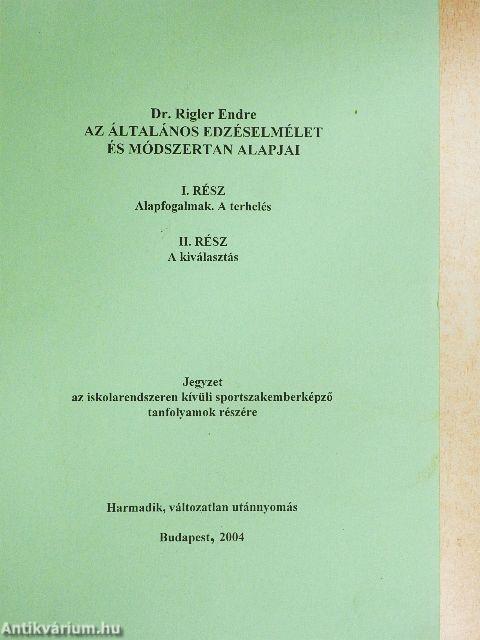 Dr. Rigler Endre
AZ ÁLTALÁNOS EDZÉSELMÉLET
ÉS MÓDSZERTAN ALAPJAI
I. RÉSZ
Alapfogalmak. A terhelés
II. RÉSZ
A kiválasztás
Jegyzet
az iskolarendszeren kívüli sportszakemberképző
tanfolyamok részére
Harmadik, változatlan utánnyomás
Budapest, 2004
Antikvárium.hu